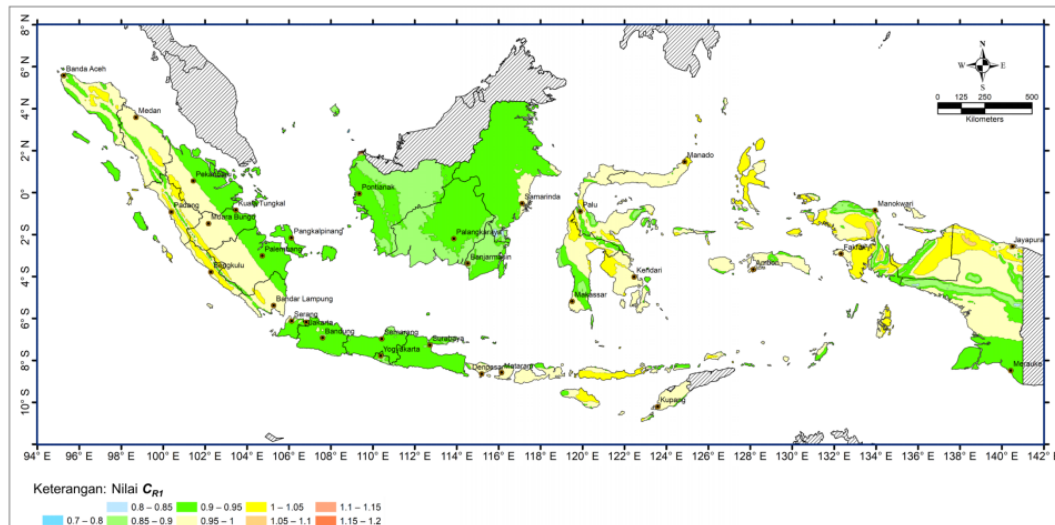 8° N
6° N
4° N
2° N
0°
2° S
4° S
6° S
8° S
10° S
N
W E
S
0 125 250 500
Kilometers
Banda Aceh
Medan
Pekanbaru
Padang
Kuala Tungkal
Muara Bungo
Pangkalpinang
Palembang
Bengkulu
Bandar Lampung
Serang
Jakarta
Bandung
Semarang
Yogyakarta
Surabaya
Denpasar
Mataram
Kupang
Pontianak
Palangkaraya
Banjarmasin
Samarinda
Manado
Palu
Kendari
Makassar
Ambon
Fakfak
Manokwari
Jayapura
Merauke
94° E 96° E 98° E 100° E 102° E 104° E 106° E 108° E 110° E 112° E 114° E 116° E 118° E 120° E 122° E 124° E 126° E 128° E 130° E 132° E 134° E 136° E 138° E 140° E 142° E
Keterangan: Nilai CR1
0.8 – 0.85 0.9 – 0.95 1 – 1.05 1.1 – 1.15
0.7 – 0.8 0.85 – 0.9 0.95 – 1 1.05 – 1.1 1.15 – 1.2